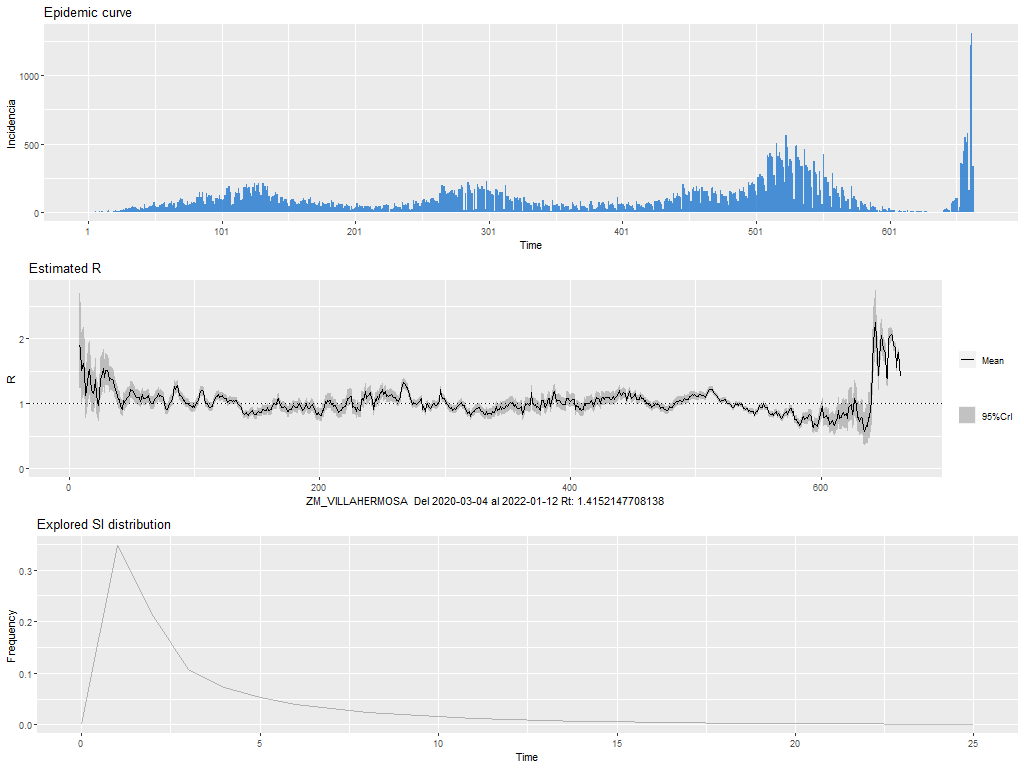 Epidemic curve
1000
500
0
Incidencia
1 101 201 301 401 501 601
Time
Estimated R
2
1
0
R
0 200 400 600
ZM_VILLAHERMOSA Del 2020-03-04 al 2022-01-12 Rt: 1.4152147708138
Mean
95%CrI
Explored SI distribution
0.3
0.2
0.1
0.0
Frequency
0 5 10 15 20 25
Time